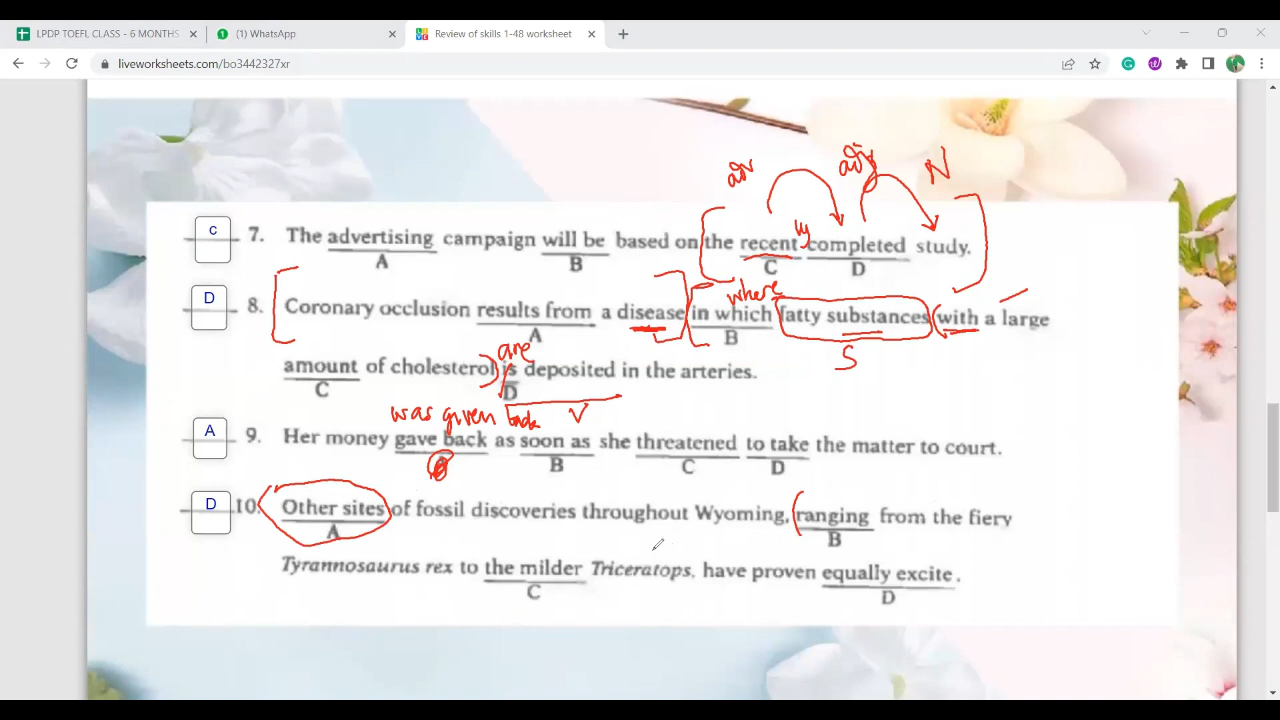 LPDP TOEFL CLASS - 6 MONTHS
(1) WhatsApp
Review of skills 1-48 worksheet
liveworksheets.com/bo3442327xr
adv adj N
C 7. The advertising campaign will be based on the recent completed study.
ly
A B C D
where
D 8. Coronary occlusion results from a disease in which fatty substances with a large
A B S
are
amount of cholesterol is deposited in the arteries.
C D
was given back V
A 9. Her money gave back as soon as she threatened to take the matter to court.
A B C D
D 10. Other sites of fossil discoveries throughout Wyoming, ranging from the fiery
A B
Tyrannosaurus rex to the milder Triceratops, have proven equally excite.
C D